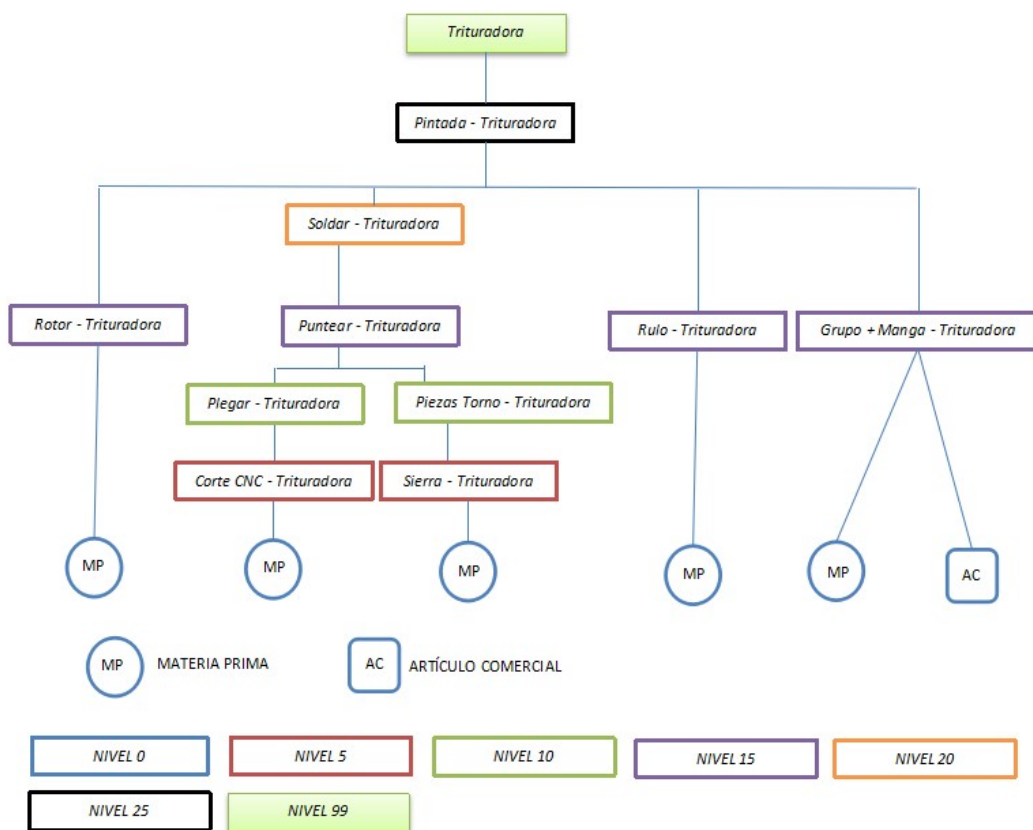 Trituradora
Pintada - Trituradora
Soldar - Trituradora
Rotor - Trituradora
Puntear - Trituradora
Rulo - Trituradora
Grupo + Manga - Trituradora
Plegar - Trituradora
Piezas Torno - Trituradora
Corte CNC - Trituradora
Sierra - Trituradora
MP
MP
MP
MP
MP
AC
MP
MATERIA PRIMA
AC
ARTÍCULO COMERCIAL
NIVEL 0
NIVEL 5
NIVEL 10
NIVEL 15
NIVEL 20
NIVEL 25
NIVEL 99